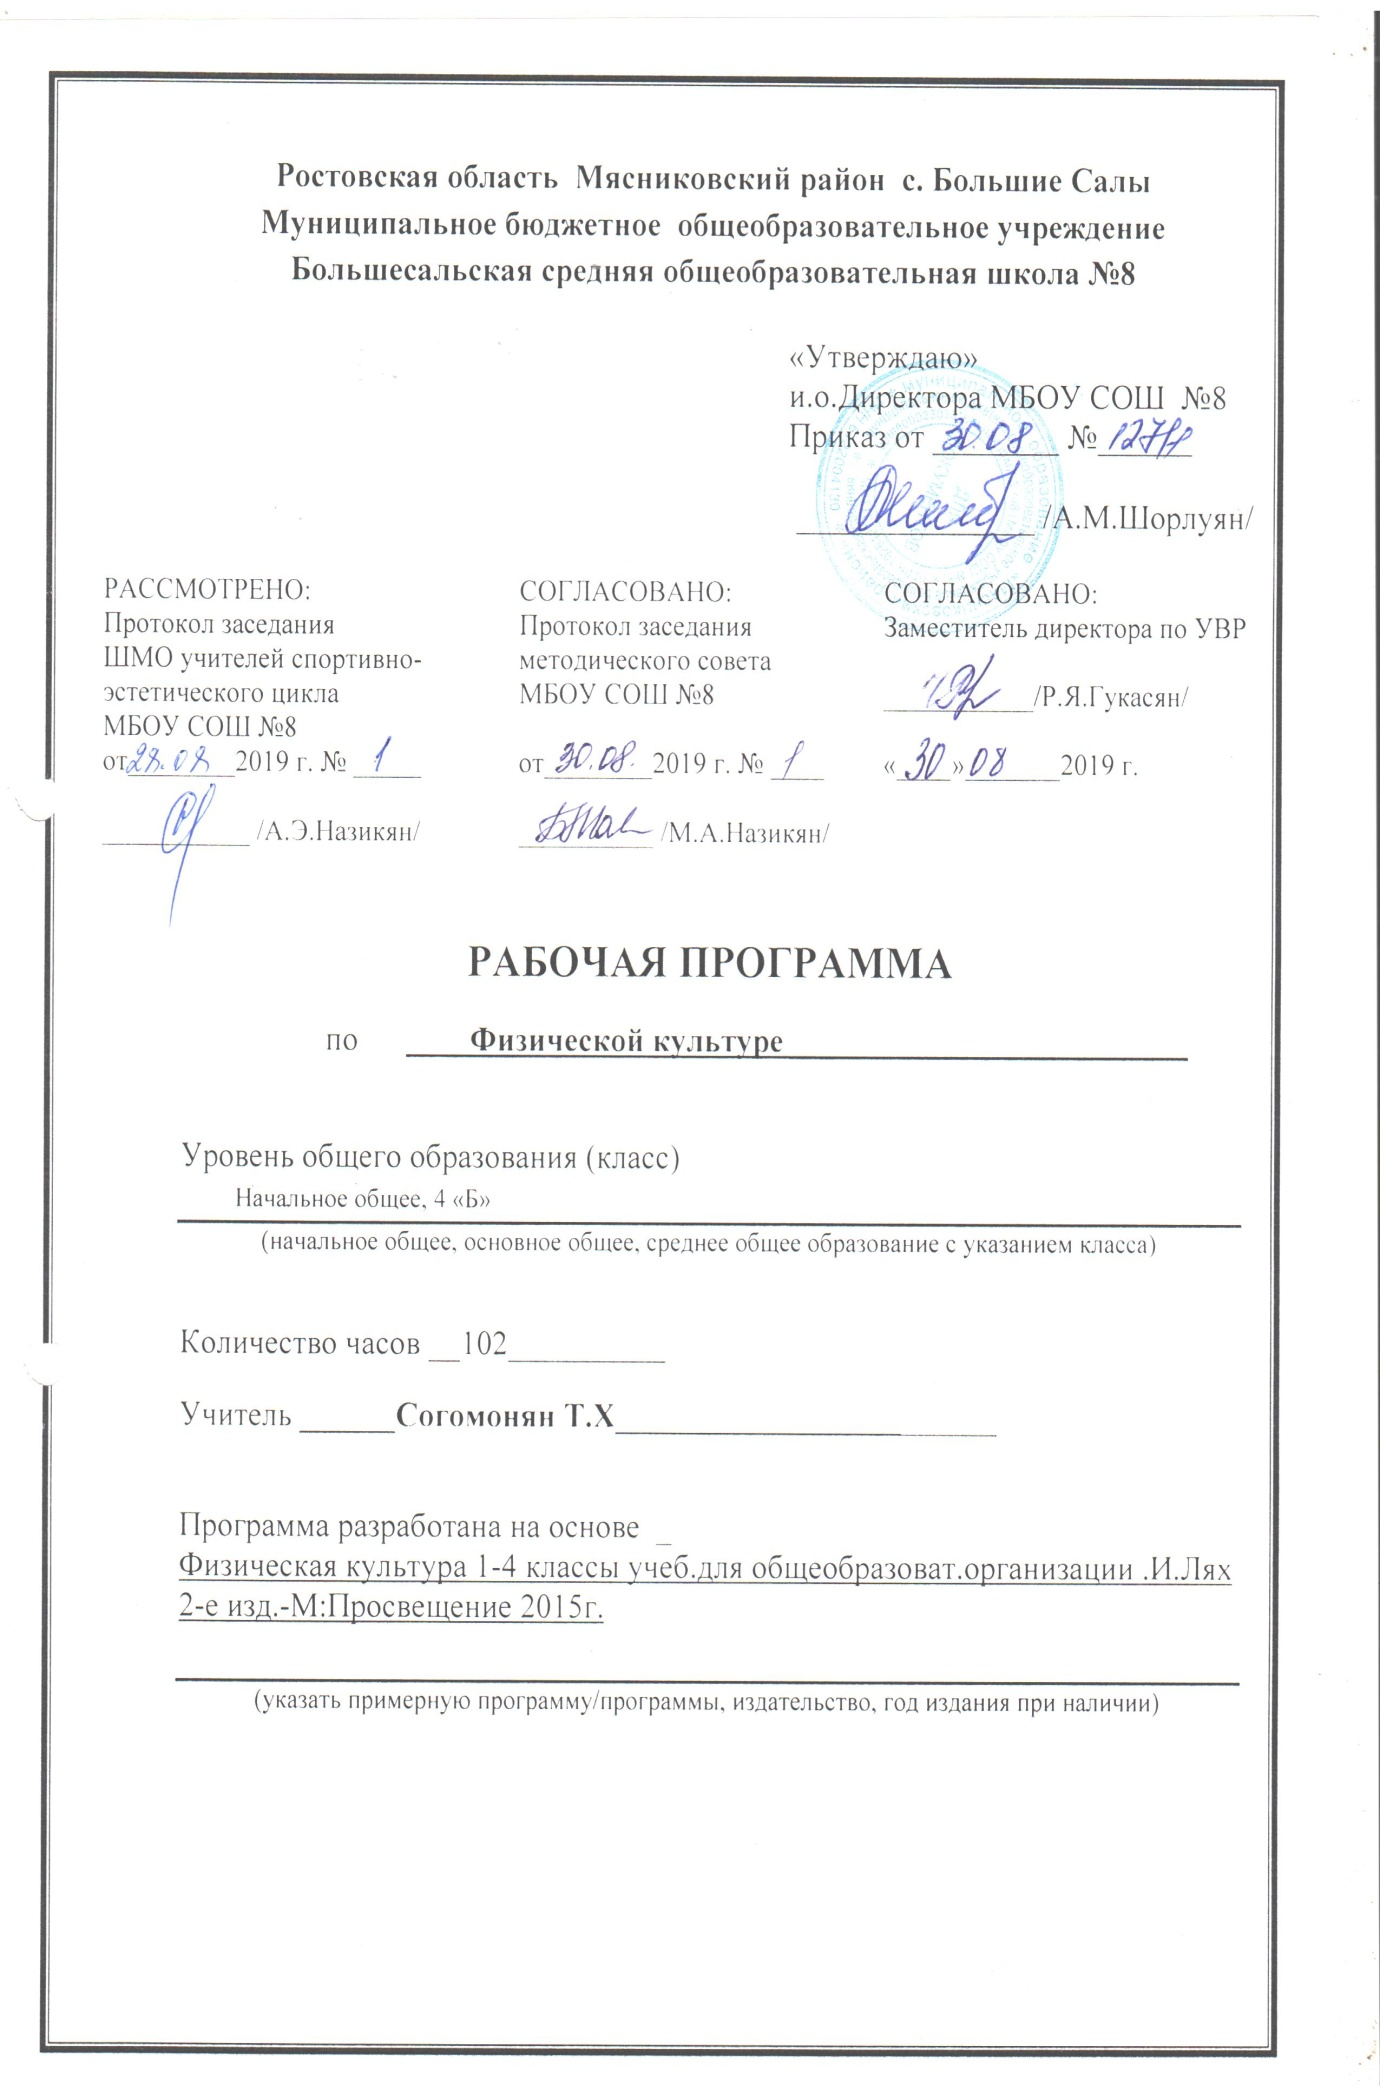 Ростовская область  Мясниковский район  с. Большие Салы
Муниципальное бюджетное  общеобразовательное учреждение
Большесальская средняя общеобразовательная школа №8
«Утверждаю»
и.о.Директора МБОУ СОШ  №8
Приказ от 30.08 №
/А.М.Шорлуян/
РАССМОТРЕНО:
Протокол заседания
ШМО учителей спортивно-
эстетического цикла
МБОУ СОШ №8
от 2019 г. № 1
/А.Э.Назикян/
СОГЛАСОВАНО:
Протокол заседания
методического совета
МБОУ СОШ №8
от 30.08. 2019 г. № 1
/М.А.Назикян/
СОГЛАСОВАНО:
Заместитель директора по УВР
/Р.Я.Гукасян/
«30»08 2019 г.
РАБОЧАЯ ПРОГРАММА
по Физической культуре
Уровень общего образования (класс)
Начальное общее, 4 «Б»
(начальное общее, основное общее, среднее общее образование с указанием класса)
Количество часов __102__________
Учитель ______Согомонян Т.Х________________________
Программа разработана на основе _
Физическая культура 1-4 классы учеб.для общеобразоват.организации .И.Лях
2-е изд.-М:Просвещение 2015г.
(указать примерную программу/программы, издательство, год издания при наличии)